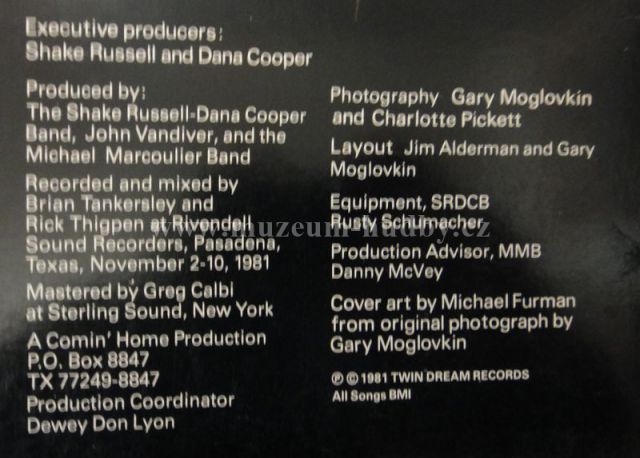 Executive producers:
Shake Russell and Dana Cooper
Produced by:
The Shake Russell-Dana Cooper
Band, John Vandiver, and the
Michael Marcoulier Band
Recorded and mixed by
Brian Tankersley and
Rick Thigpen at Rivendell
Sound Recorders, Pasadena,
Texas, November 2-10, 1981
Mastered by Greg Calbi
at Sterling Sound, New York
A Comin' Home Production
P.O. Box 8847
TX 77249-8847
Production Coordinator
Dewey Don Lyon
Photography Gary Moglovkin
and Charlotte Pickett
Layout Jim Alderman and Gary
Moglovkin
Equipment, SRDCB
Rusty Schumacher
Production Advisor, MMB
Danny McVey
Cover art by Michael Furman
from original photograph by
Gary Moglovkin
℗ © 1981 TWIN DREAM RECORDS
All Songs BMI
www.muzeum-hudby.cz